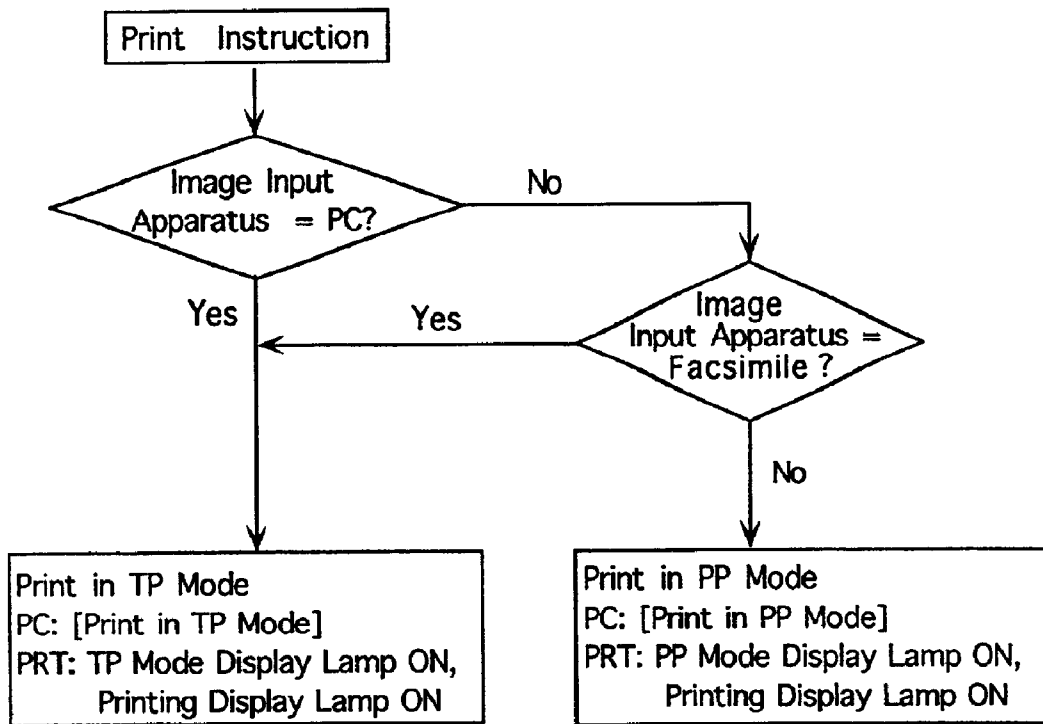 Print Instruction
Image Input
Apparatus = PC?
No
Yes
Yes
Image
Input Apparatus =
Facsimile ?
No
Print in TP Mode
PC: [Print in TP Mode]
PRT: TP Mode Display Lamp ON,
Printing Display Lamp ON
Print in PP Mode
PC: [Print in PP Mode]
PRT: PP Mode Display Lamp ON,
Printing Display Lamp ON